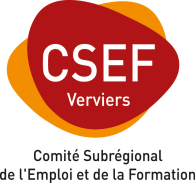 CSEF
Verviers
Comité Subrégional
de l'Emploi et de la Formation